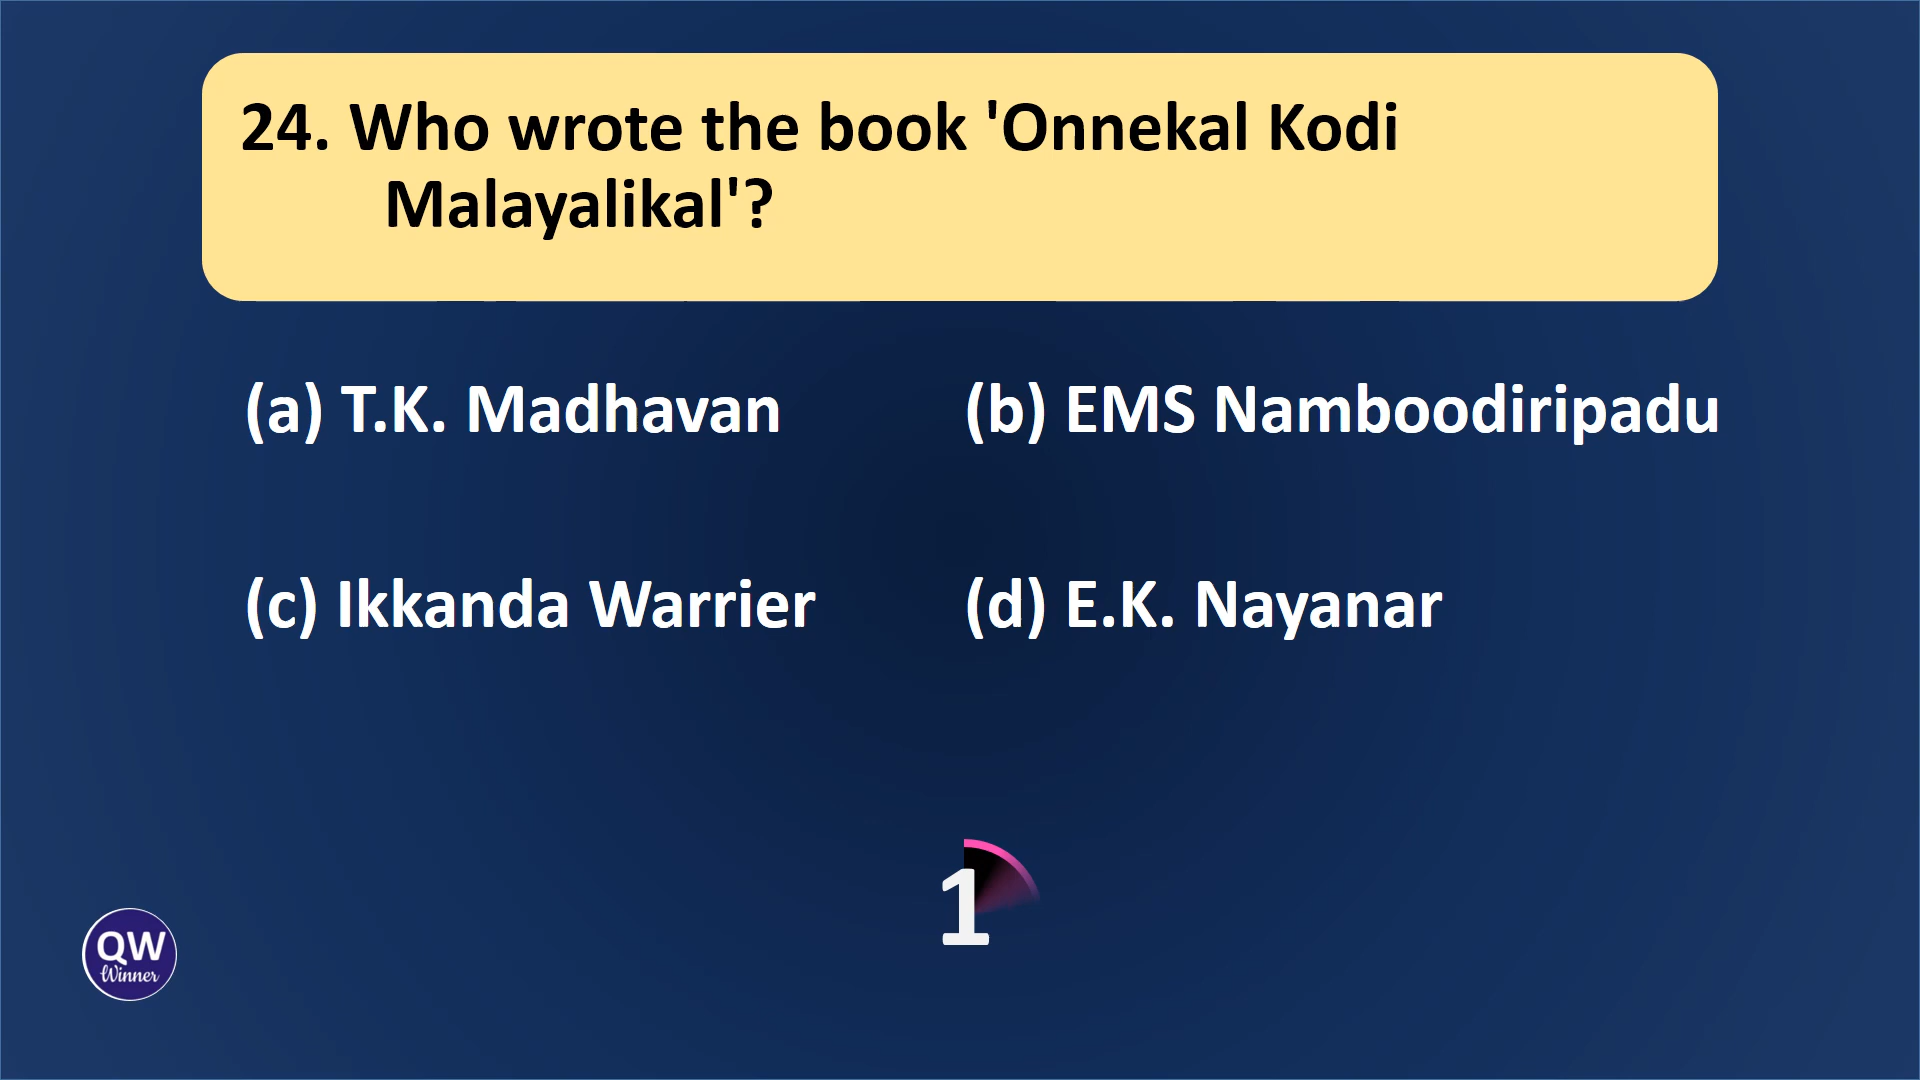 24. Who wrote the book 'Onnekal Kodi
Malayalikal'?
(a) T.K. Madhavan
(b) EMS Namboodiripadu
(c) Ikkanda Warrier
(d) E.K. Nayanar
1
QW
Winner